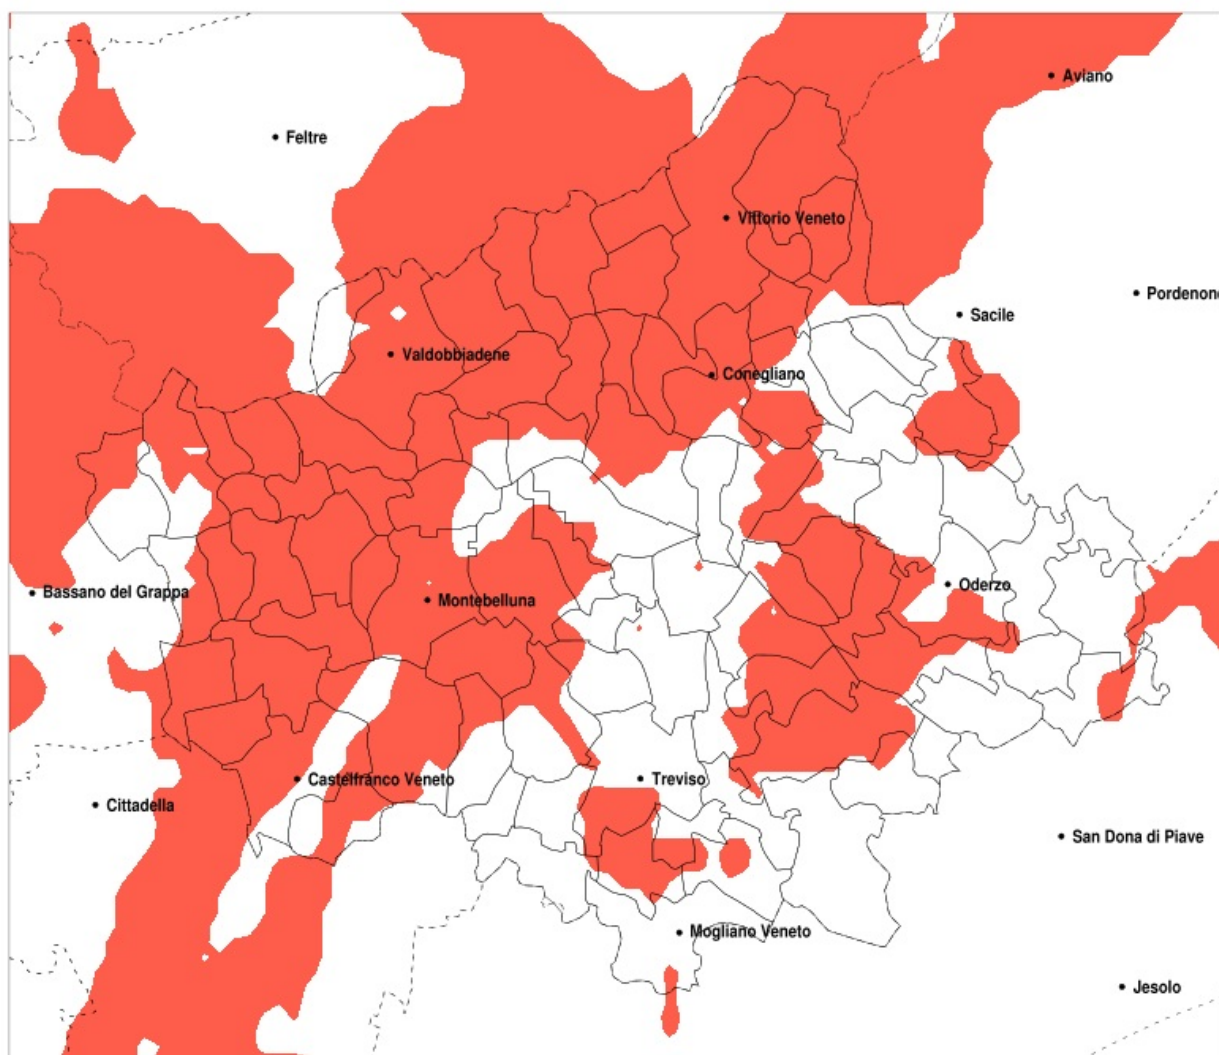 Aviano
Feltre
Vittorio Veneto
Pordenone
Sacile
Valdobbiadene
Conegliano
Oderzo
Bassano del Grappa
Montebelluna
Treviso
Castelfranco Veneto
Cittadella
San Dona di Piave
Mogliano Veneto
Jesolo